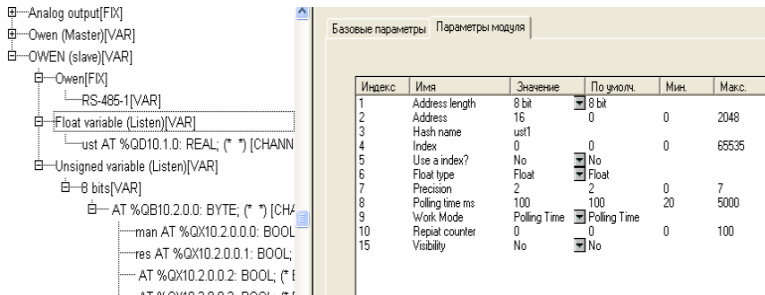 Analog output[FIX]
Owen (Master)[VAR]
OWEN (slave)[VAR]
Owen[FIX]
RS-485-1[VAR]
Float variable (Listen)[VAR]
ust AT %QD10.1.0: REAL; (* *) [CHANN
Unsigned variable (Listen)[VAR]
8 bits[VAR]
AT %QB10.2.0: BYTE; (* *) [CHA
man AT %QX10.2.0.0: BOOL
res AT %QX10.2.0.1: BOOL;
AT %QX10.2.0.2: BOOL; (* 
Базовые параметры Параметры модуля
Индекс Имя Значение По умолч. Мин. Макс.
1 Address length 8 bit 8 bit
2 Address 16 0 0 2048
3 Hash name ust1
4 Index 0 0 0 65535
5 Use a index? No No
6 Float type Float Float
7 Precision 2 2 0 7
8 Polling time ms 100 100 20 5000
9 Work Mode Polling Time Polling Time
10 Repiat counter 0 0 0 100
15 Visibility No No